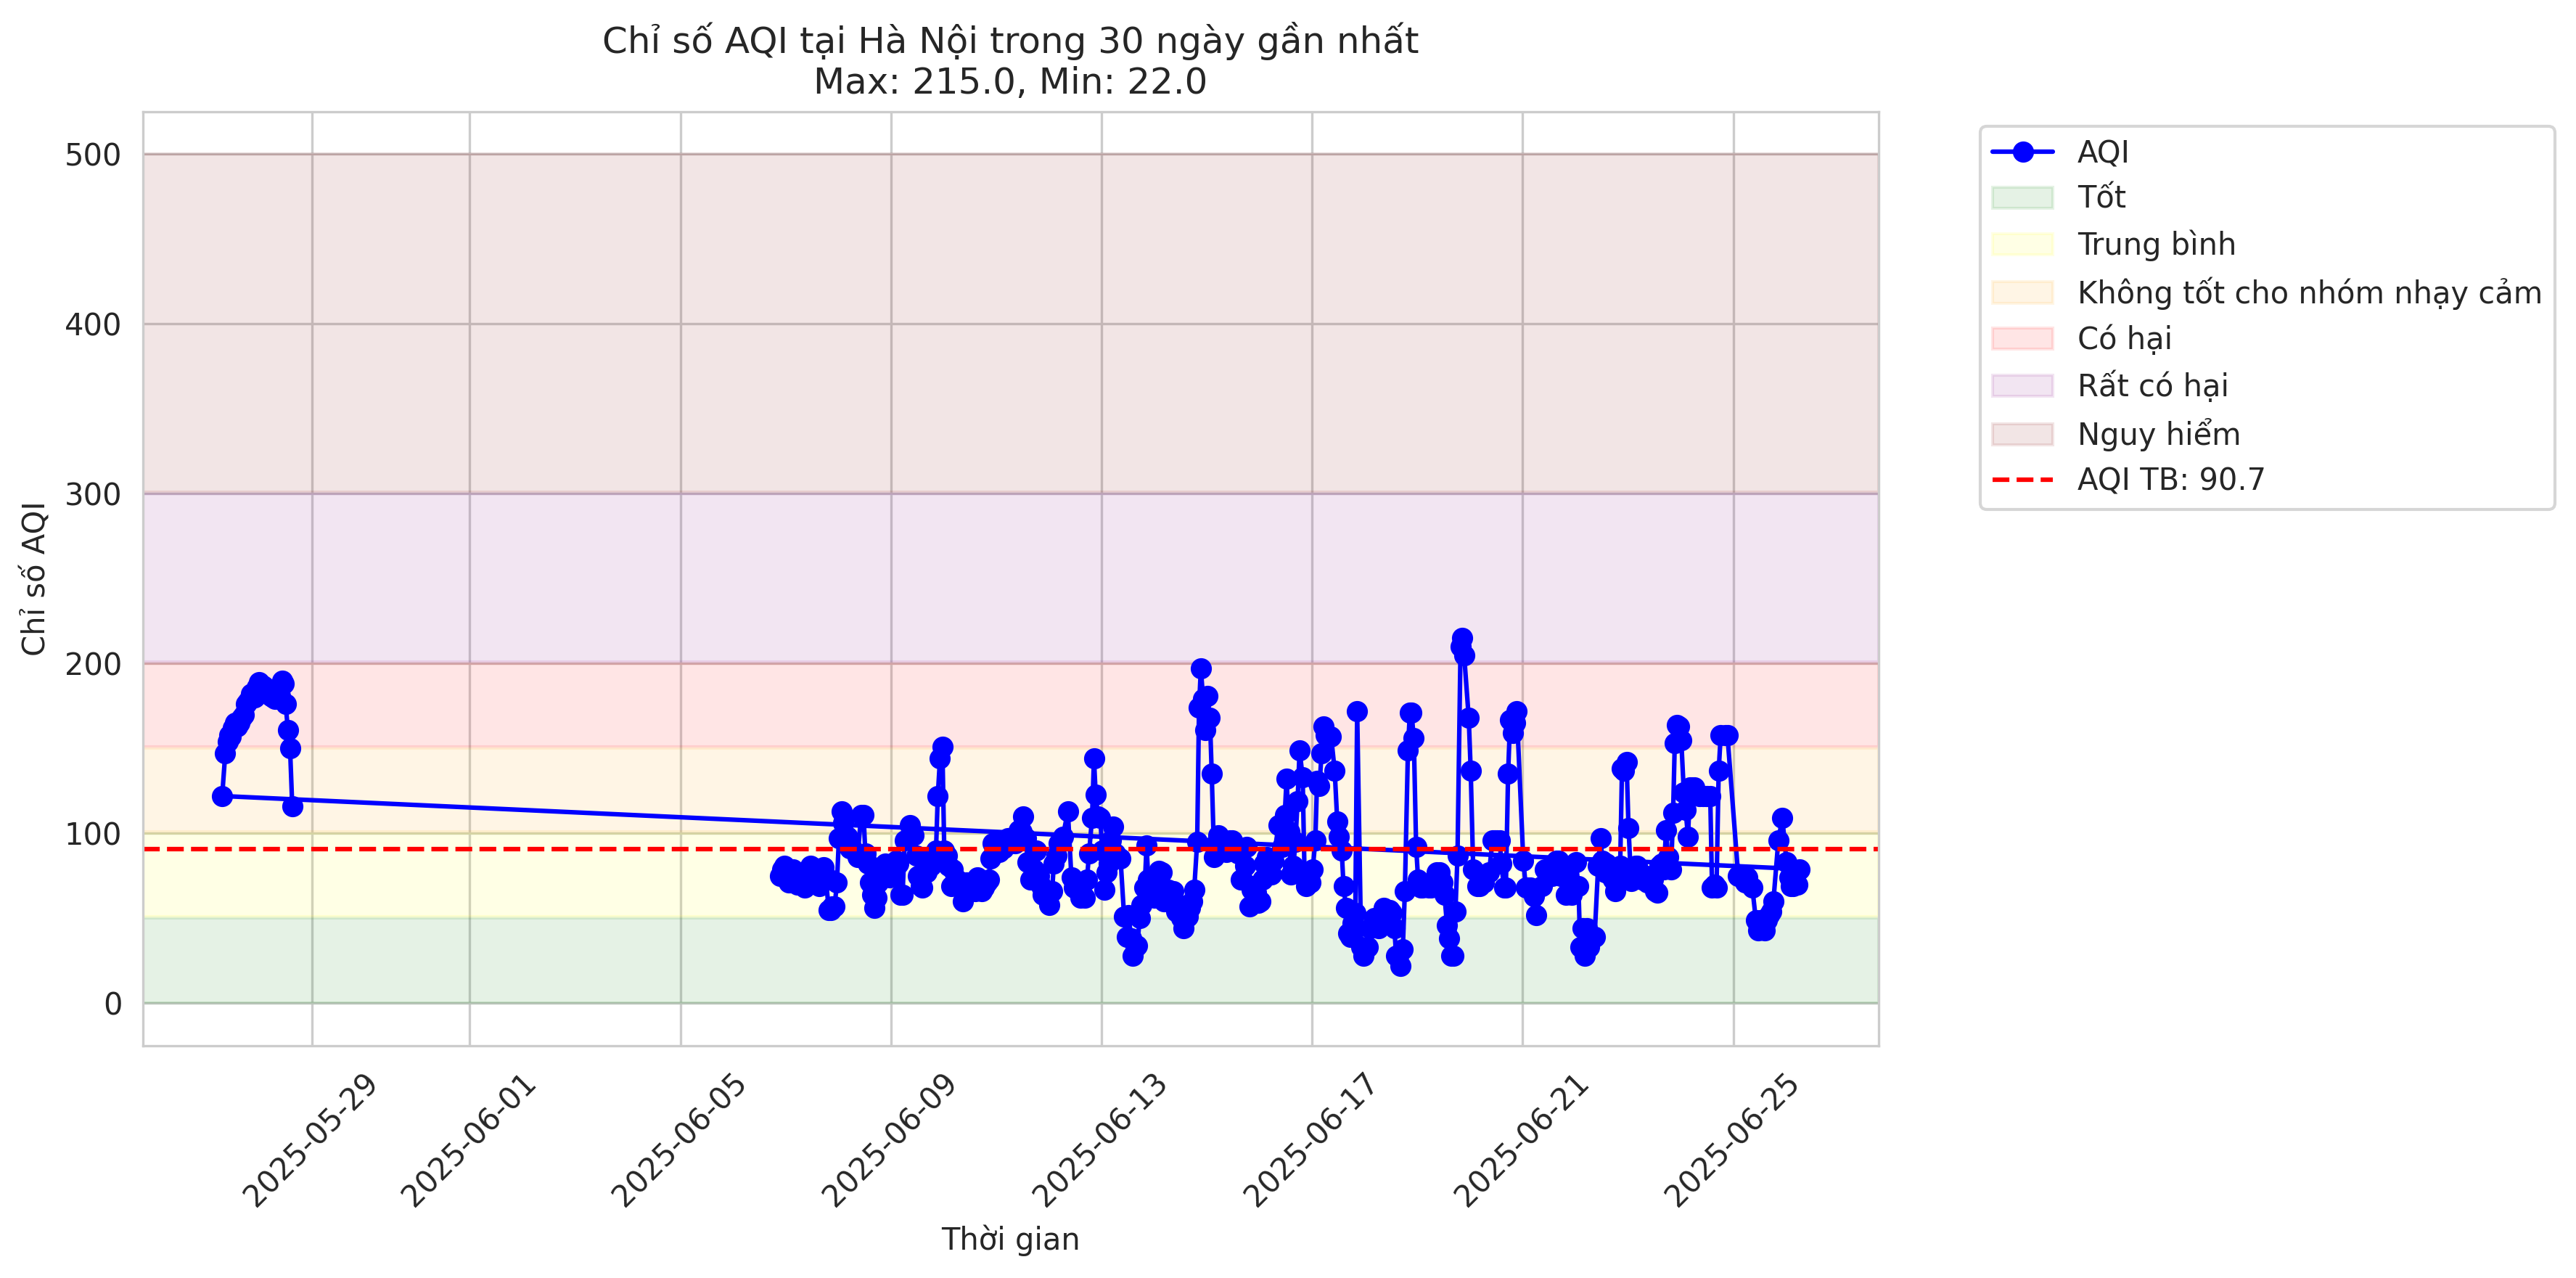 Chỉ số AQI tại Hà Nội trong 30 ngày gần nhất
Max: 215.0, Min: 22.0
Chỉ số AQI
500
400
300
200
100
0
2025-05-29
2025-06-01
2025-06-05
2025-06-09
2025-06-13
2025-06-17
2025-06-21
2025-06-25
Thời gian
AQI
Tốt
Trung bình
Không tốt cho nhóm nhạy cảm
Có hại
Rất có hại
Nguy hiểm
AQI TB: 90.7